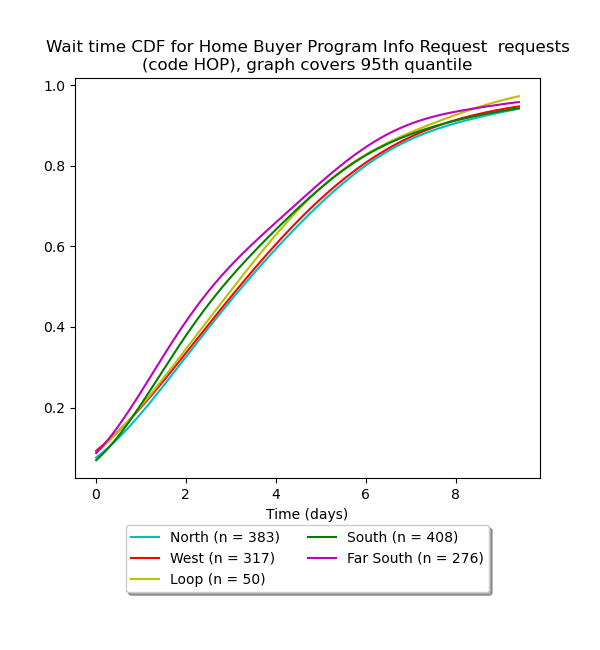 Wait time CDF for Home Buyer Program Info Request  requests
(code HOP), graph covers 95th quantile
1.0
0.8
0.6
0.4
0.2
0 2 4 6 8
Time (days)
North (n = 383)
West (n = 317)
Loop (n = 50)
South (n = 408)
Far South (n = 276)